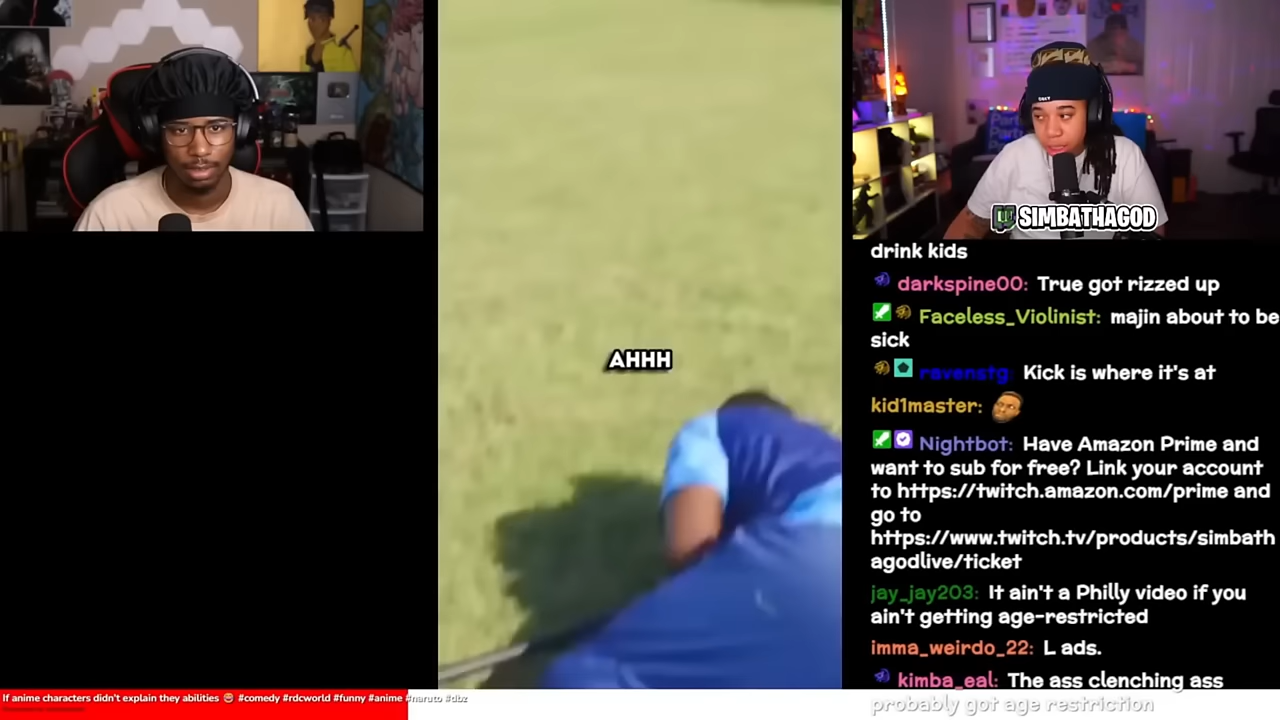 SIMBATHAGOD
AHHH
drink kids
darkspine00: True got rizzed up
Faceless_Violinist: majin about to be
sick
ravenstg: Kick is where it's at
kid1master:
Nightbot: Have Amazon Prime and
want to sub for free? Link your account
to https://twitch.amazon.com/prime and
go to
https://www.twitch.tv/products/simbath
agodlive/ticket
jay_jay203: It ain't a Philly video if you
ain't getting age-restricted
imma_weirdo_22: L ads.
kimba_eal: The ass clenching ass
probably got age restriction
If anime characters didn't explain they abilities 🤣 #comedy #rdcworld #funny #anime #naruto #dbz